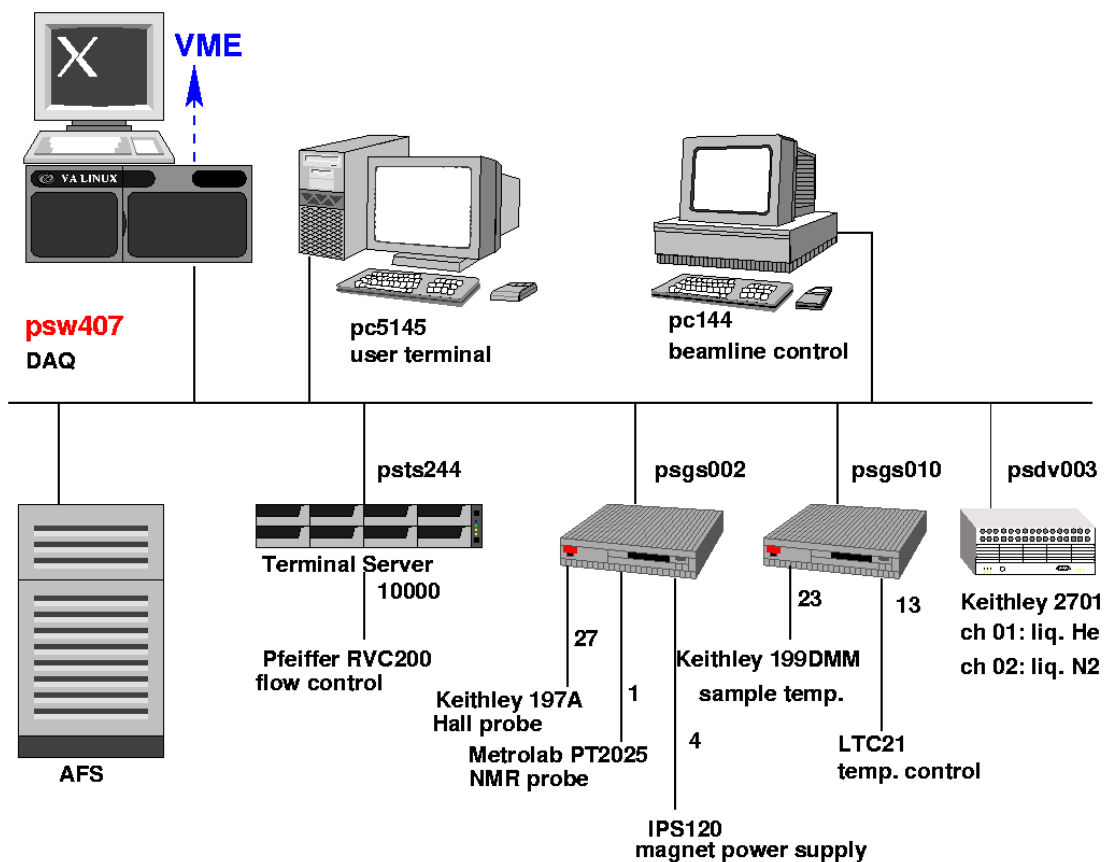 X
VME
VA LINUX
psw407
DAQ
pc5145
user terminal
pc144
beamline control
psts244
psgs002
psgs010
psdv003
Terminal Server
10000
Pfeiffer RVC200
flow control
27
Keithley 197A
Hall probe
1
Metrolab PT2025
NMR probe
4
IPS120
magnet power supply
23
Keithley 199DMM
sample temp.
13
LTC21
temp. control
Keithley 2701
ch 01: liq. He
ch 02: liq. N2
AFS